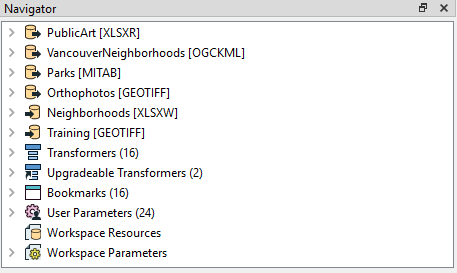 Navigator
PublicArt [XLSXR]
VancouverNeighborhoods [OGCKML]
Parks [MITAB]
Orthophotos [GEOTIFF]
Neighborhoods [XLSXW]
Training [GEOTIFF]
Transformers (16)
Upgradeable Transformers (2)
Bookmarks (16)
User Parameters (24)
Workspace Resources
Workspace Parameters